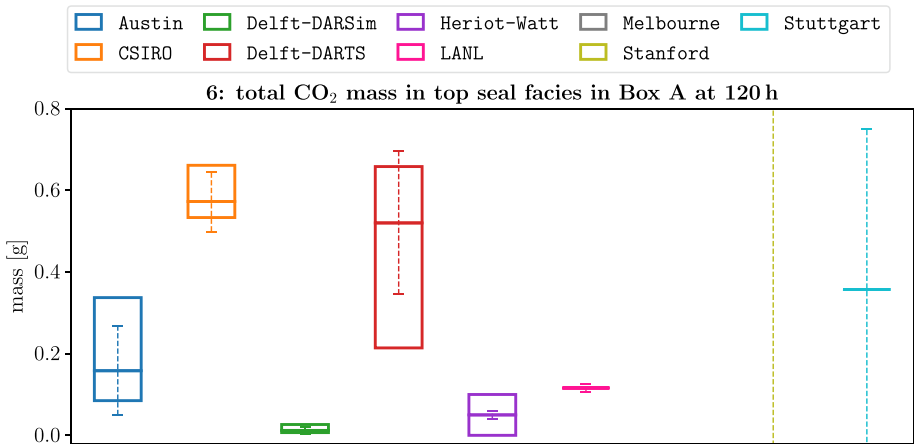 Austin Delft-DARSim Heriot-Watt Melbourne Stuttgart
CSIRO Delft-DARTS LANL Stanford
6: total CO₂ mass in top seal facies in Box A at 120 h
0.8
0.6
0.4
0.2
0.0
mass [g]